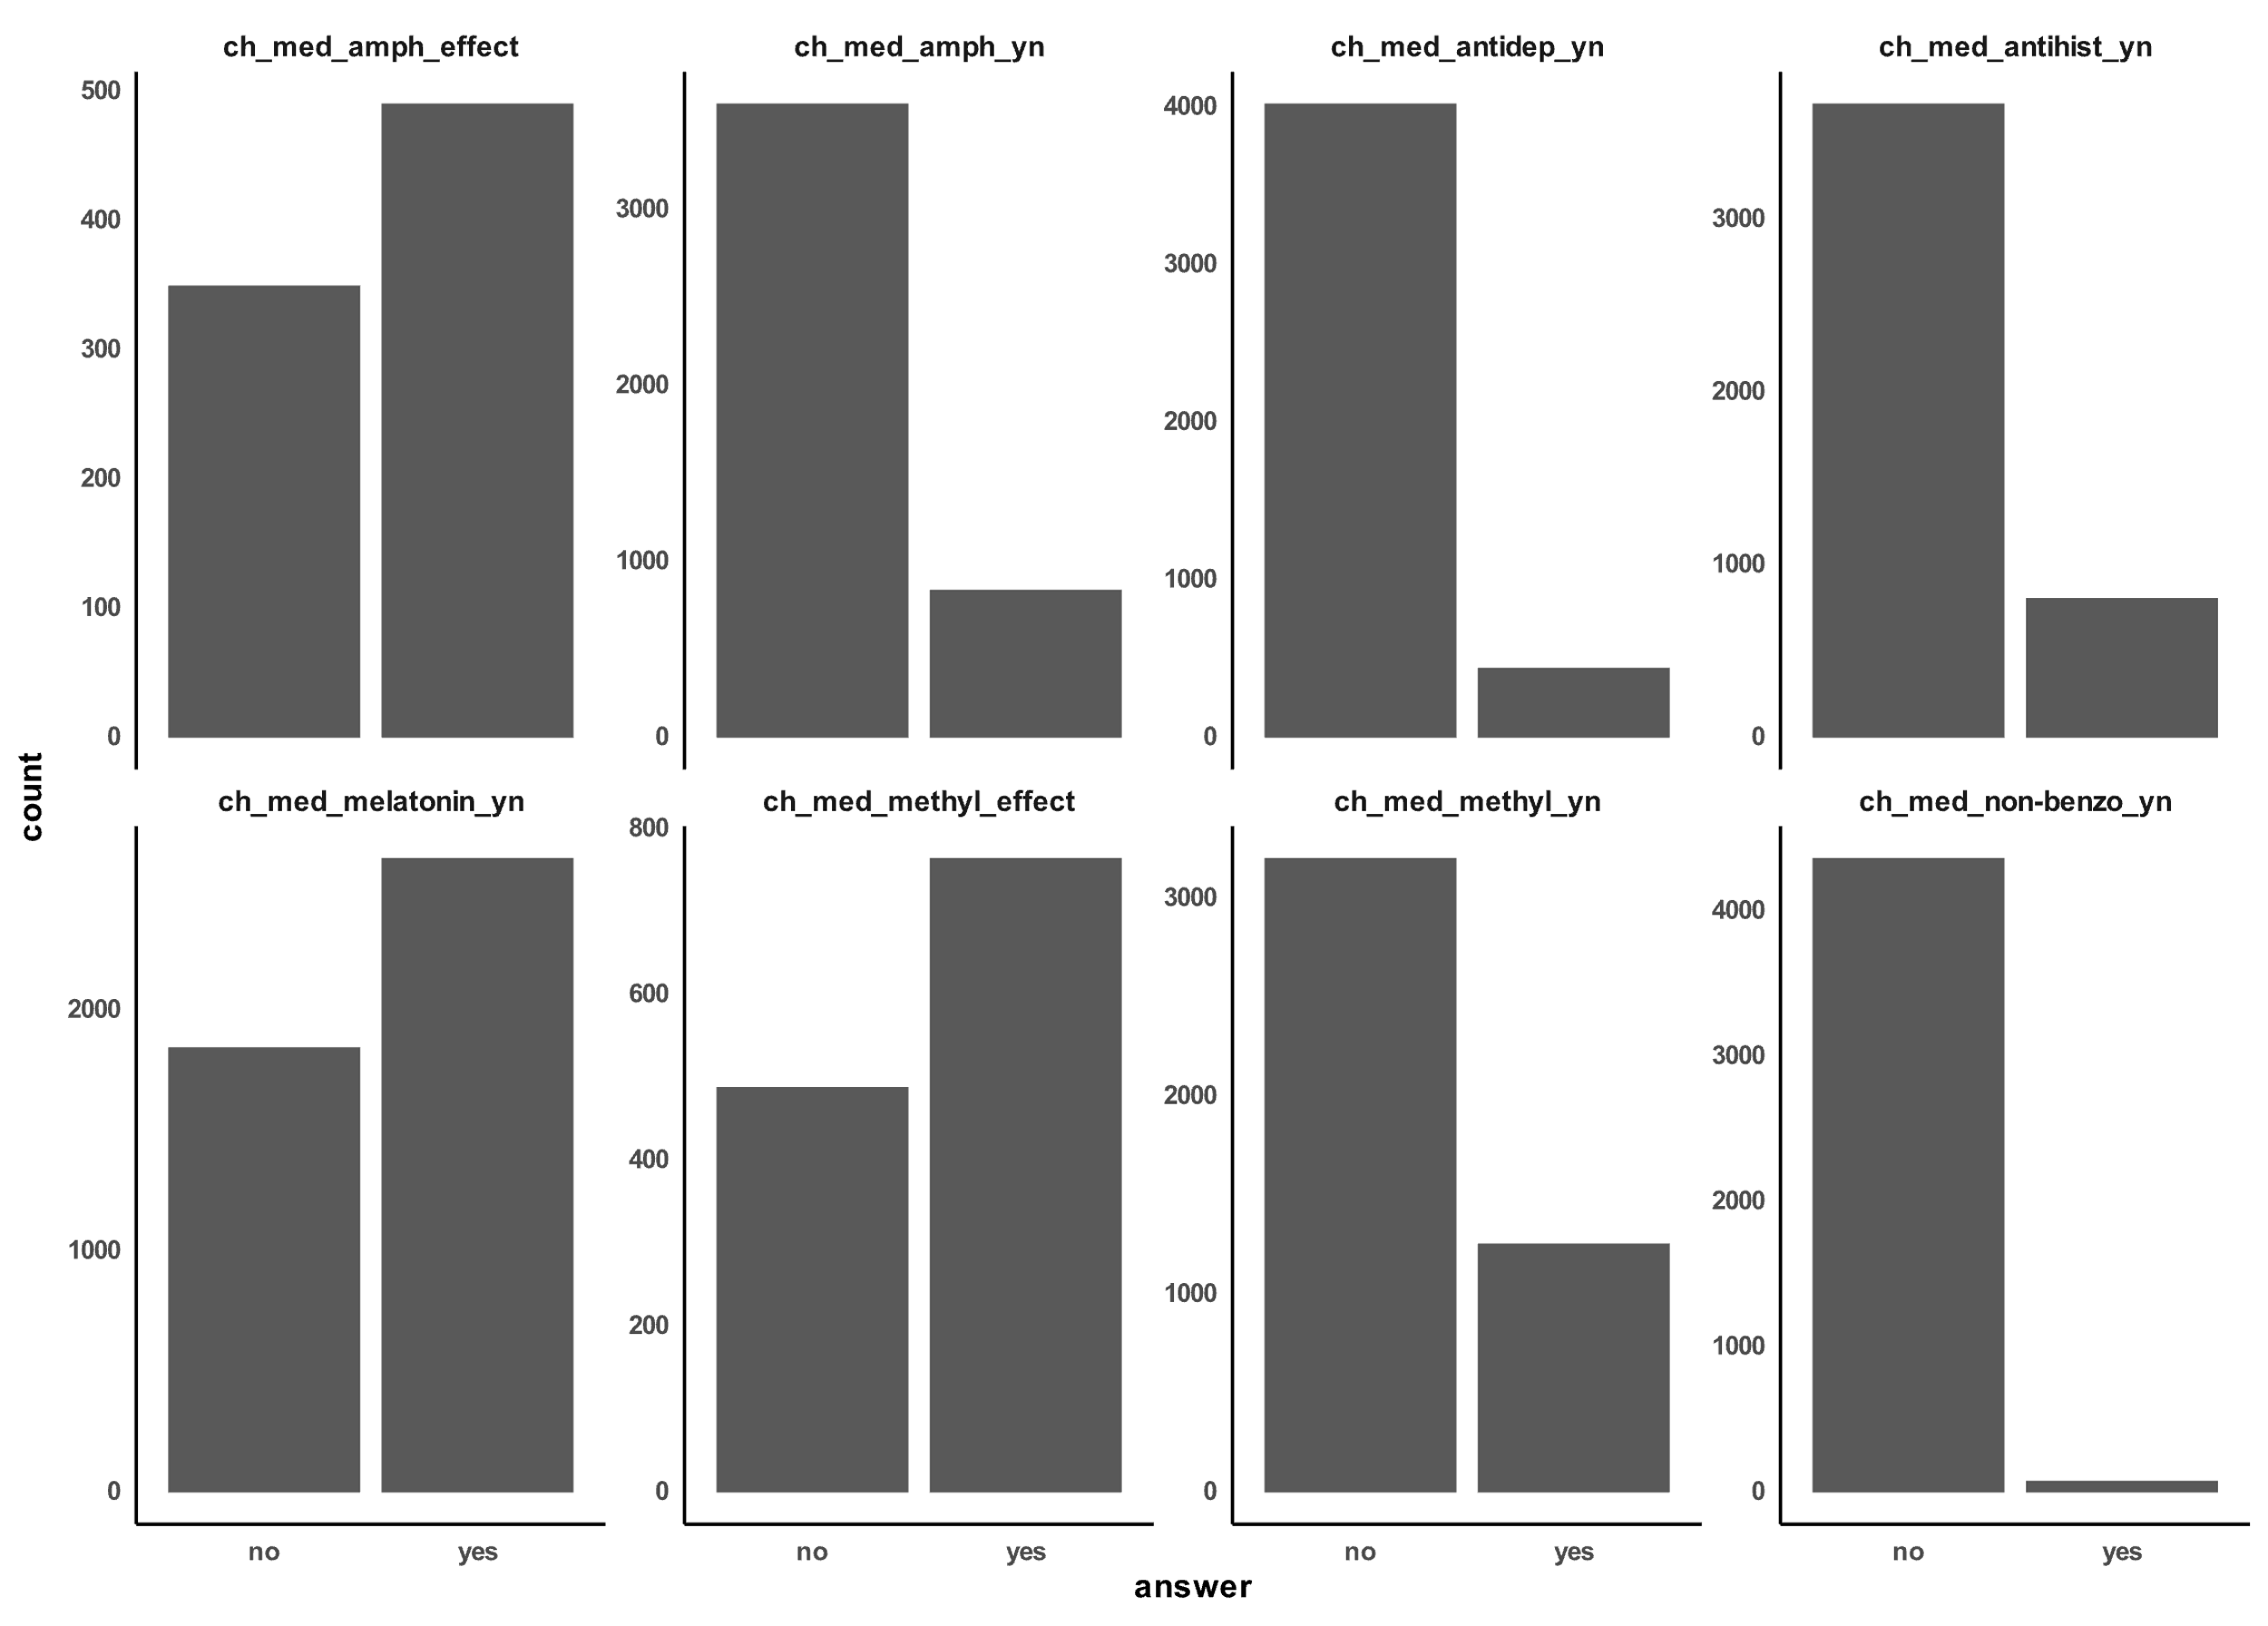 ch_med_amph_effect
ch_med_amph_yn
ch_med_antidep_yn
ch_med_antihist_yn
500
400
300
200
100
0
3000
2000
1000
0
4000
3000
2000
1000
0
3000
2000
1000
0
count
ch_med_melatonin_yn
ch_med_methyl_effect
ch_med_methyl_yn
ch_med_non-benzo_yn
2000
1000
0
800
600
400
200
0
3000
2000
1000
0
4000
3000
2000
1000
0
no yes
no yes
no yes
no yes
answer